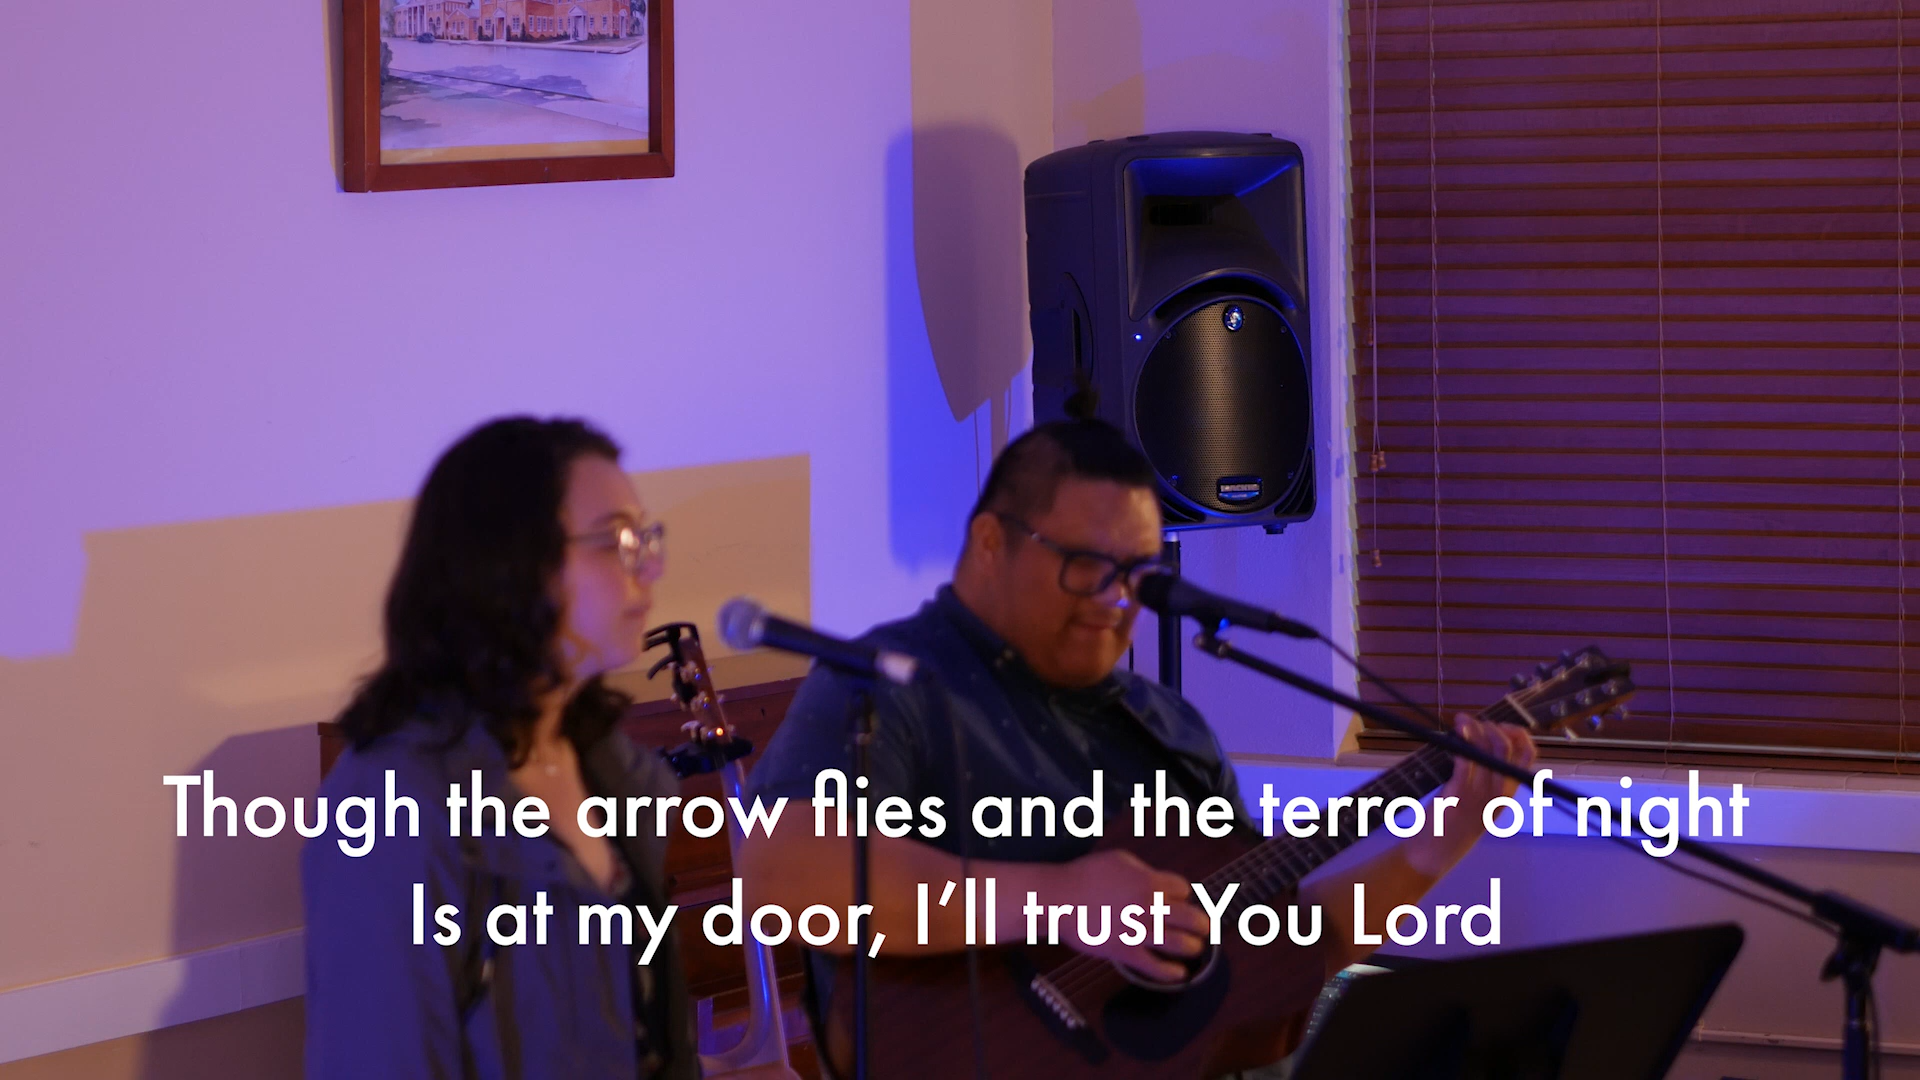 Though the arrow flies and the terror of night
Is at my door, I’ll trust You Lord